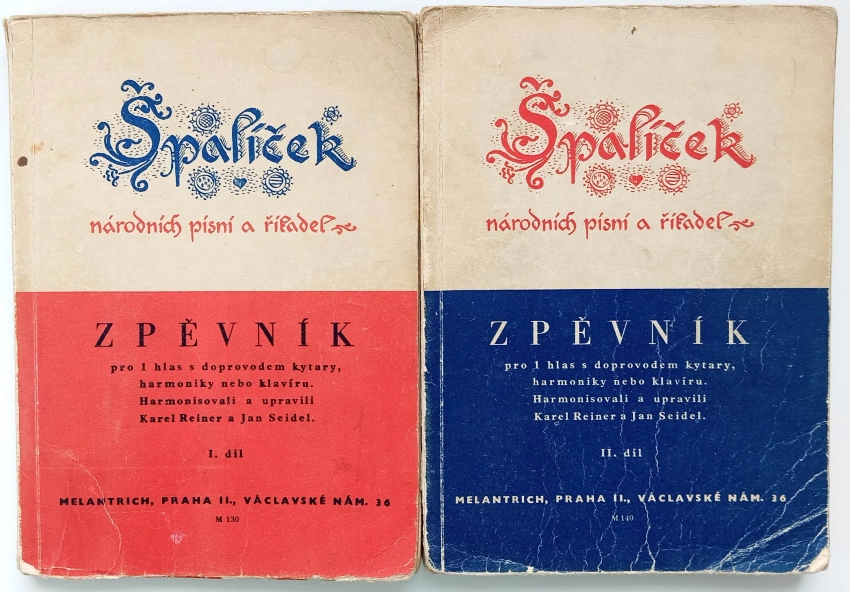 Špalíček
národních písní a říkadel
ZPĚVNÍK
pro 1 hlas s doprovodem kytary,
harmoniky nebo klavíru.
Harmonisovali a upravili
Karel Reiner a Jan Seidel.
I. díl
MELANTRICH, PRAHA II., VÁCLAVSKÉ NÁM. 36
M 130
Špalíček
národních písní a říkadel
ZPĚVNÍK
pro 1 hlas s doprovodem kytary,
harmoniky nebo klavíru.
Harmonisovali a upravili
Karel Reiner a Jan Seidel.
II. díl
MELANTRICH, PRAHA II., VÁCLAVSKÉ NÁM. 36
M 140